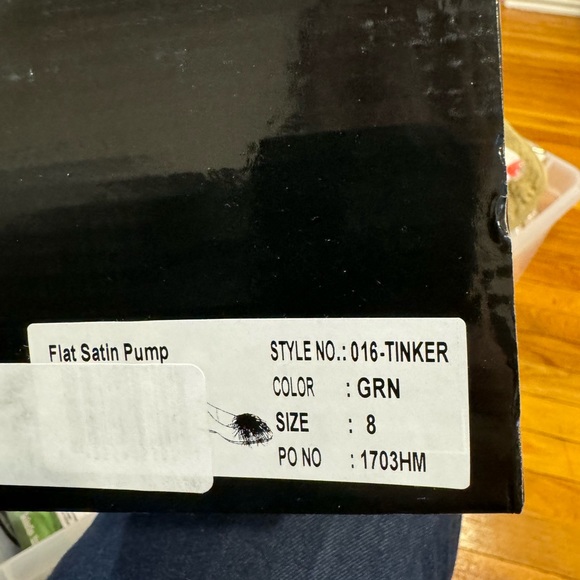 Flat Satin Pump
STYLE NO.: 016-TINKER
COLOR : GRN
SIZE : 8
PO NO : 1703HM